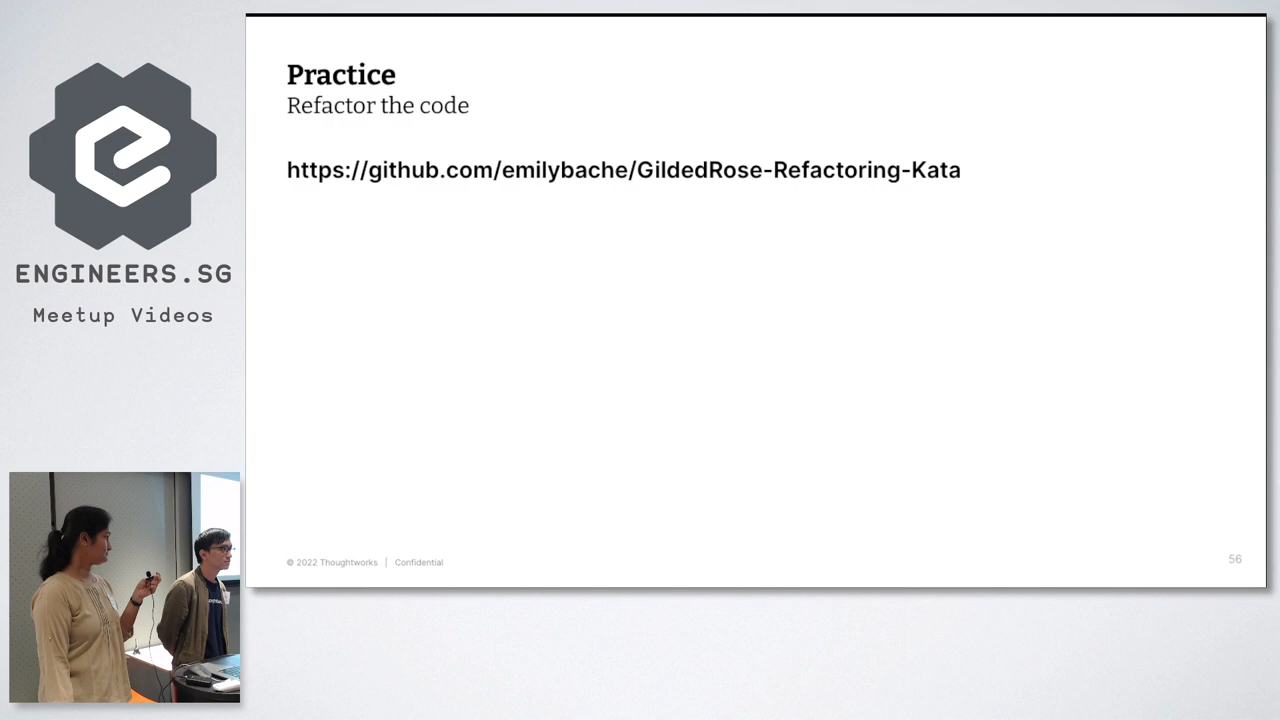 Practice
Refactor the code
https://github.com/emilybache/GildedRose-Refactoring-Kata
ENGINEERS.SG
Meetup Videos
© 2022 Thoughtworks | Confidential
56